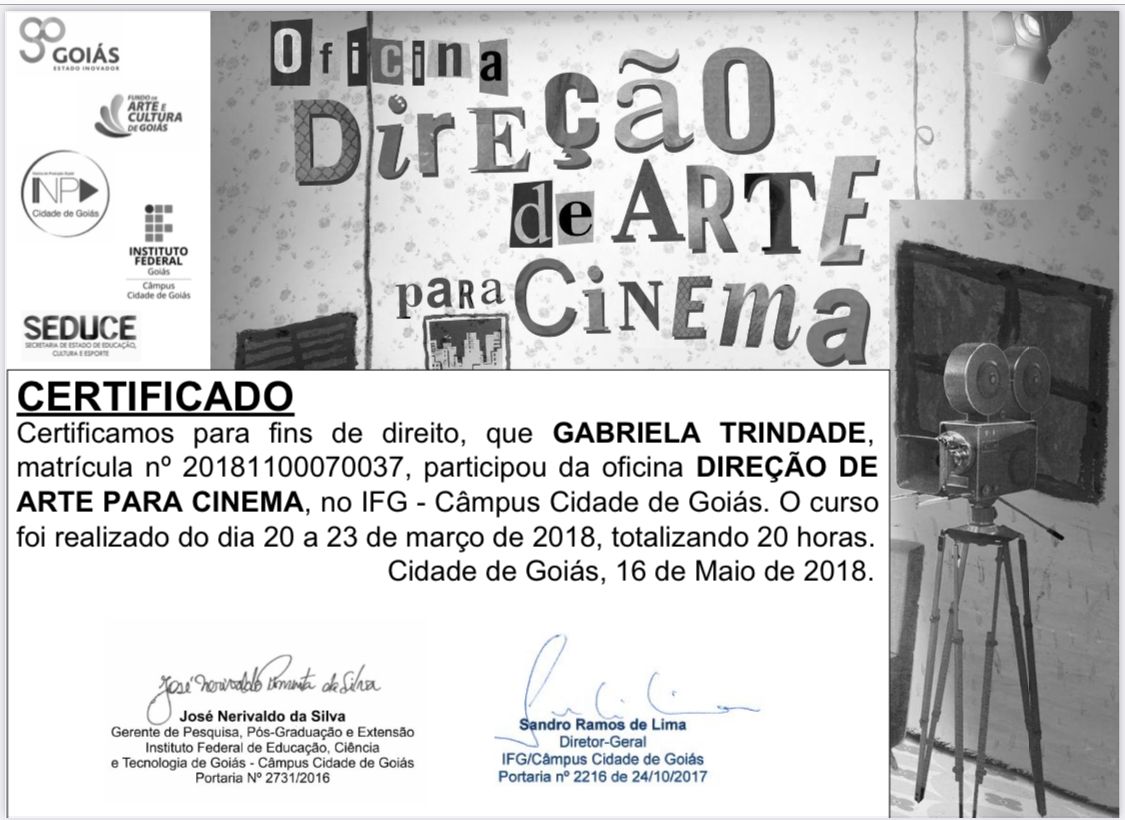 GOIÁS
ESTADO INOVADOR
FUNDO DE
ARTE E
CULTURA
DE GOIÁS
NPD
Cidade de Goiás
INSTITUTO
FEDERAL
Goiás
Câmpus
Cidade de Goiás
SEDUCE
SECRETARIA DE ESTADO DE EDUCAÇÃO,
CULTURA E ESPORTE
Oficina
DirEção
de ARTE
paRa CiNEma
CERTIFICADO
Certificamos para fins de direito, que GABRIELA TRINDADE,
matrícula nº 20181100070037, participou da oficina DIREÇÃO DE
ARTE PARA CINEMA, no IFG - Câmpus Cidade de Goiás. O curso
foi realizado do dia 20 a 23 de março de 2018, totalizando 20 horas.
Cidade de Goiás, 16 de Maio de 2018.
José Nerivaldo Pimenta da Silva
José Nerivaldo da Silva
Gerente de Pesquisa, Pós-Graduação e Extensão
Instituto Federal de Educação, Ciência
e Tecnologia de Goiás - Câmpus Cidade de Goiás
Portaria Nº 2731/2016
Sandro Ramos de Lima
Diretor-Geral
IFG/Câmpus Cidade de Goiás
Portaria nº 2216 de 24/10/2017